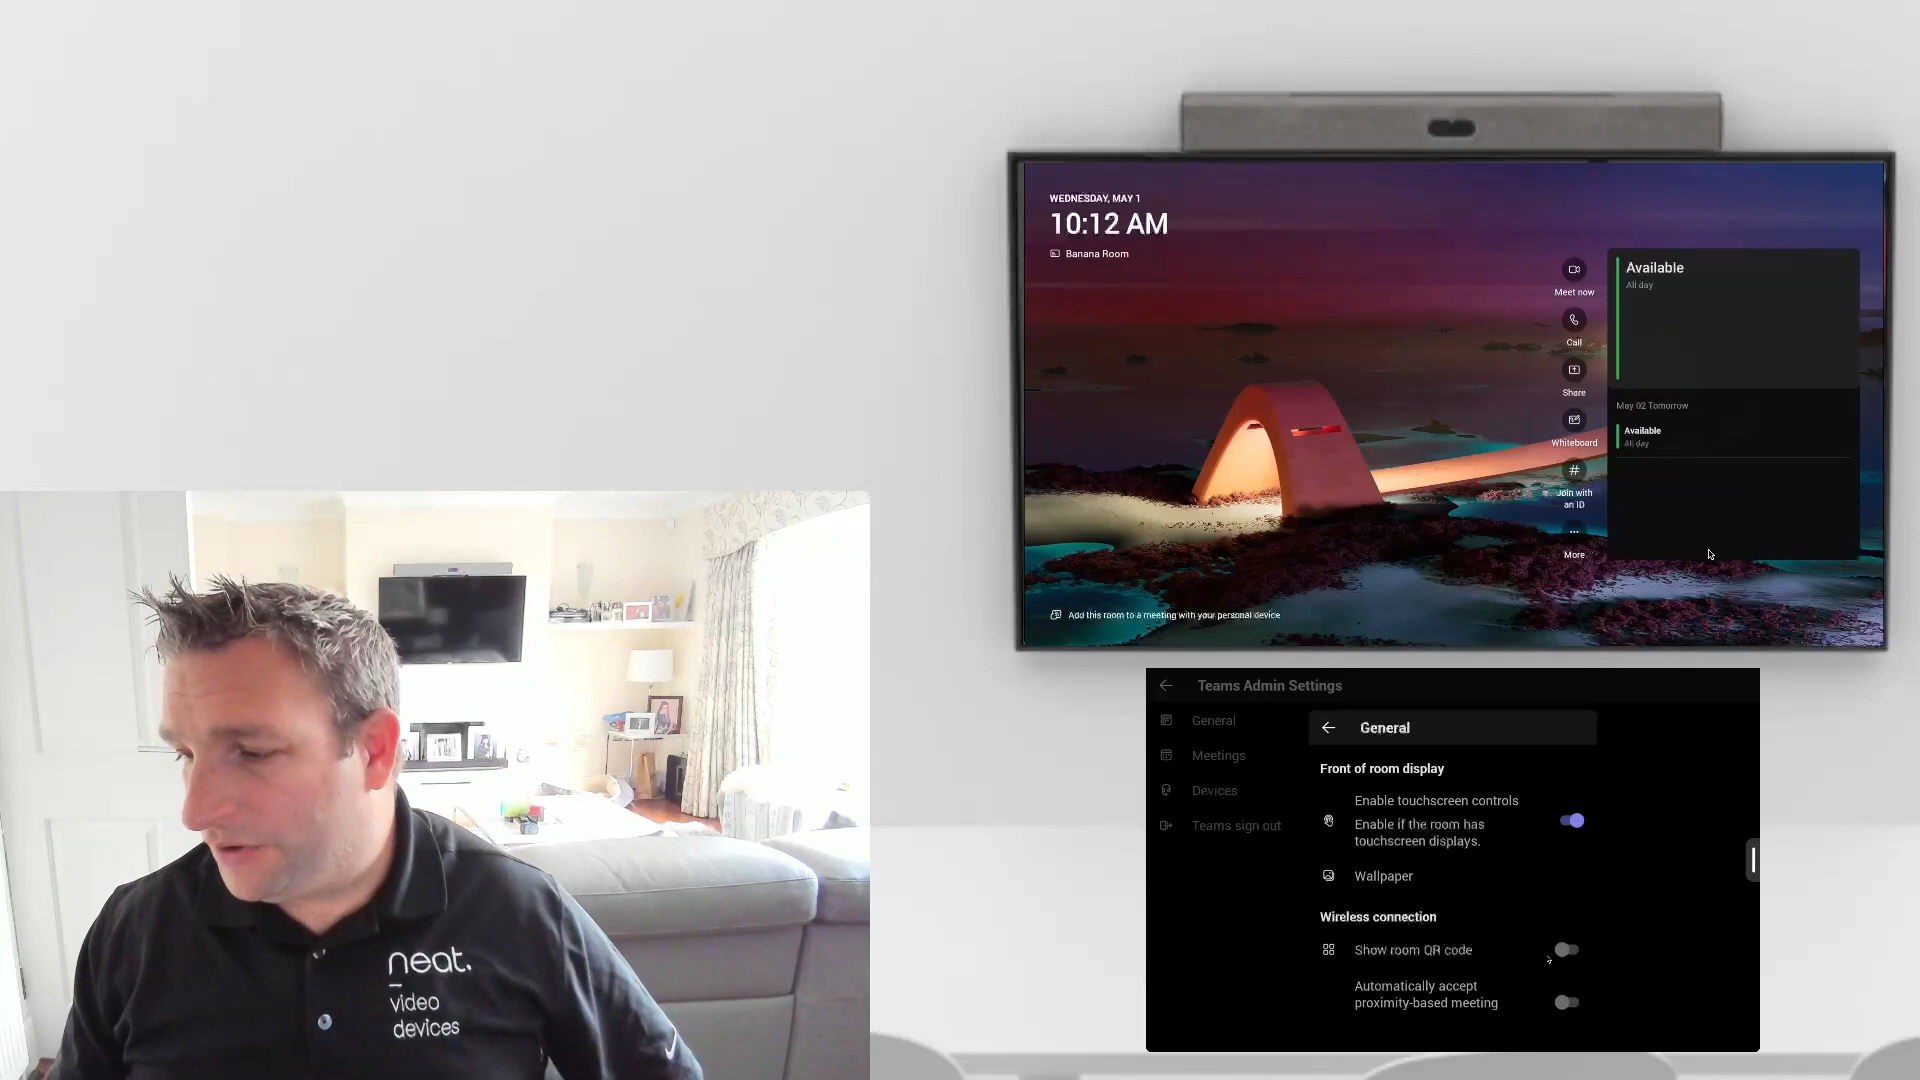 WEDNESDAY, MAY 1
10:12 AM
Banana Room
Meet now
Call
Share
Whiteboard
Join with
an ID
More
Available
All day
May 02 Tomorrow
Available
All day
Add this room to a meeting with your personal device
Teams Admin Settings
General
Meetings
Devices
Teams sign out
General
Front of room display
Enable touchscreen controls
Enable if the room has
touchscreen displays.
Wallpaper
Wireless connection
Show room QR code
Automatically accept
proximity-based meeting
neat.
video
devices